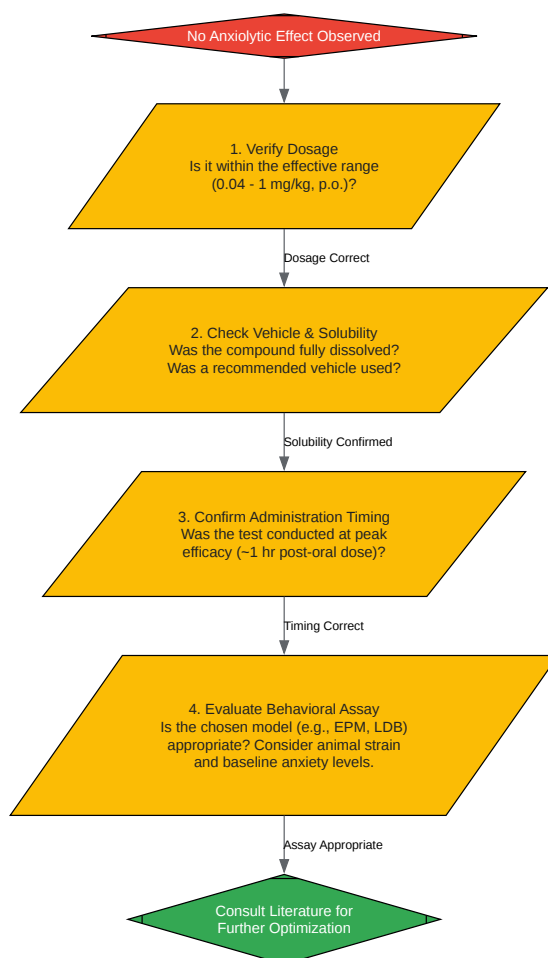 No Anxiolytic Effect Observed
1. Verify Dosage
Is it within the effective range
(0.04 - 1 mg/kg, p.o.)?
Dosage Correct
2. Check Vehicle & Solubility
Was the compound fully dissolved?
Was a recommended vehicle used?
Solubility Confirmed
3. Confirm Administration Timing
Was the test conducted at peak
efficacy (~1 hr post-oral dose)?
Timing Correct
4. Evaluate Behavioral Assay
Is the chosen model (e.g., EPM, LDB)
appropriate? Consider animal strain
and baseline anxiety levels.
Assay Appropriate
Consult Literature for
Further Optimization